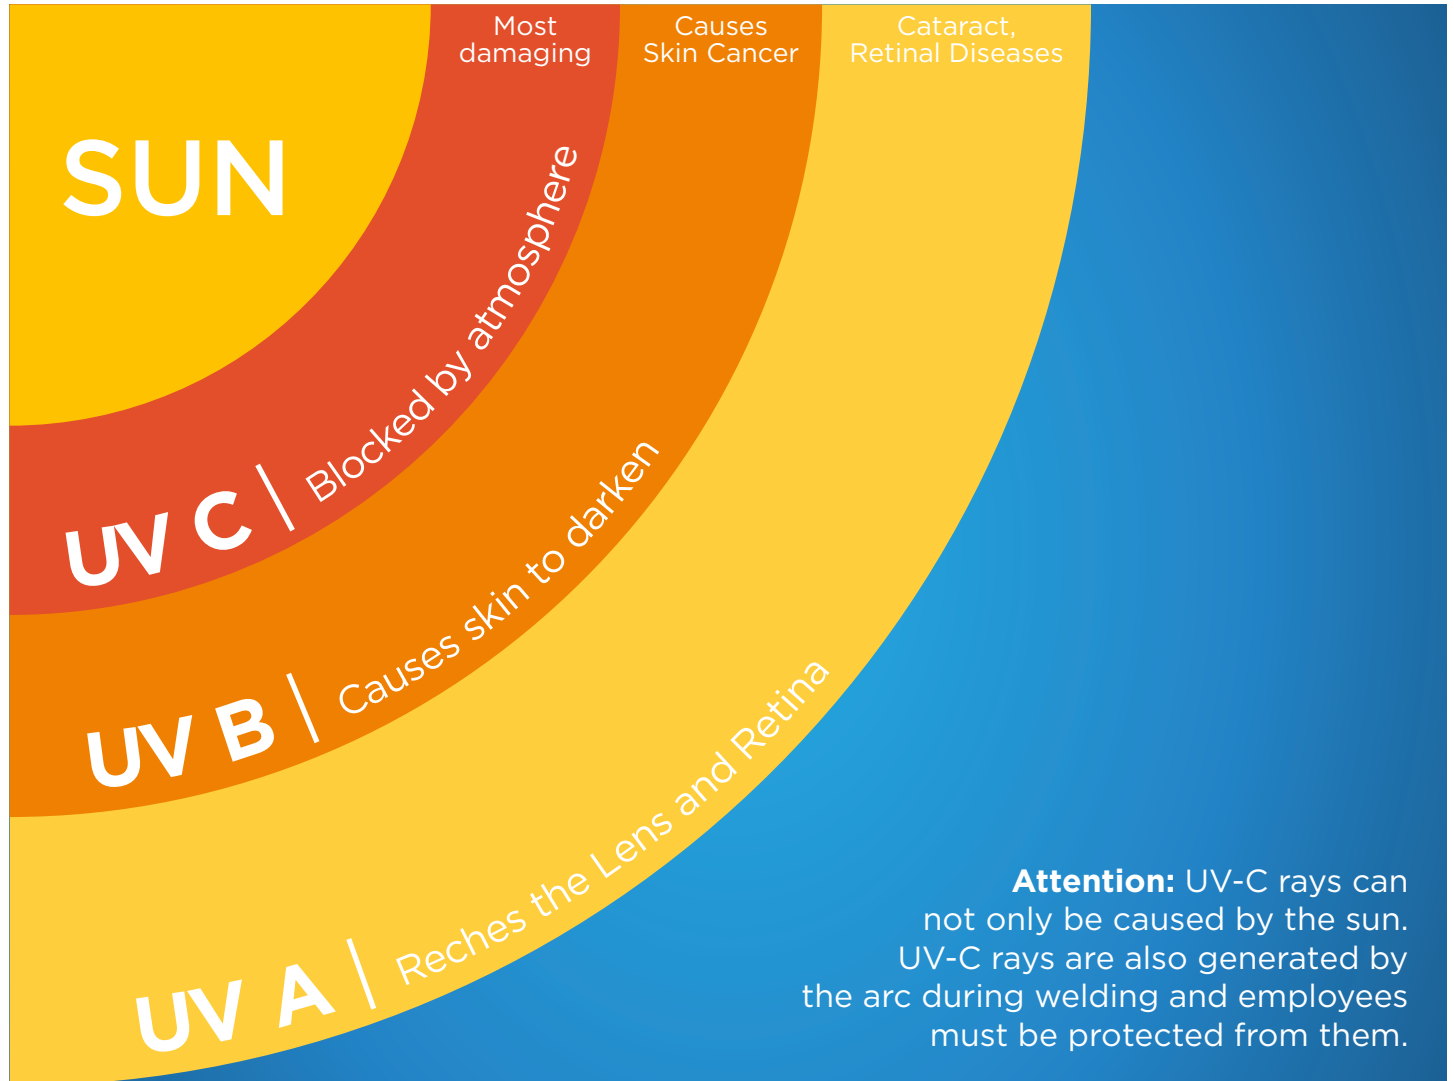 Most
damaging
Causes
Skin Cancer
Cataract,
Retinal Diseases
SUN
UV C | Blocked by atmosphere
UV B | Causes skin to darken
UV A | Reches the Lens and Retina
Attention: UV-C rays can
not only be caused by the sun.
UV-C rays are also generated by
the arc during welding and employees
must be protected from them.